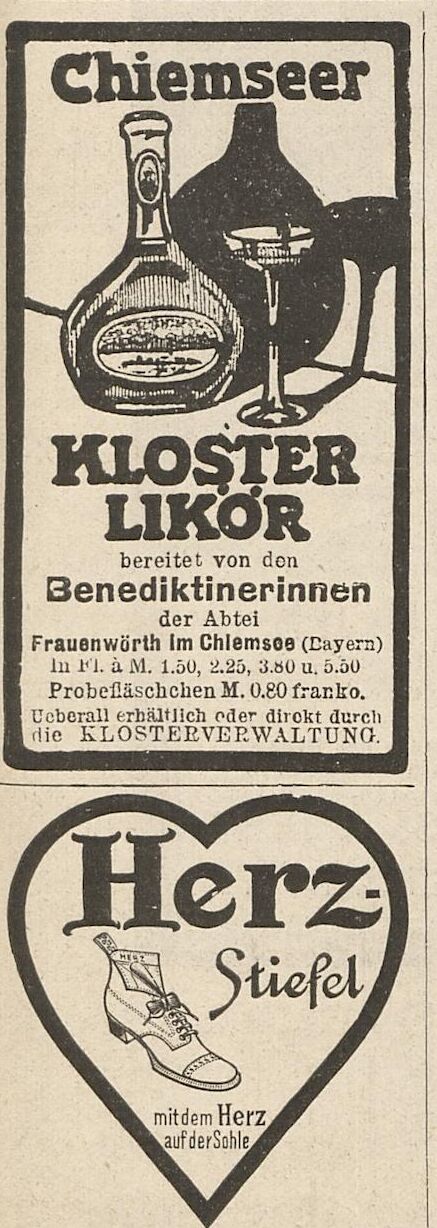 Chiemseer
KLOSTER
LIKÖR
bereitet von den
Benediktinerinnen
der Abtei
Frauenwörth im Chiemsee (Bayern)
In Fl. à M. 1.50, 2.25, 3.80 u. 5.50
Probefläschchen M. 0.80 franko.
Ueberall erhältlich oder direkt durch
die KLOSTERVERWALTUNG.
Herz-
HERZ
Stiefel
mit dem Herz
auf der Sohle